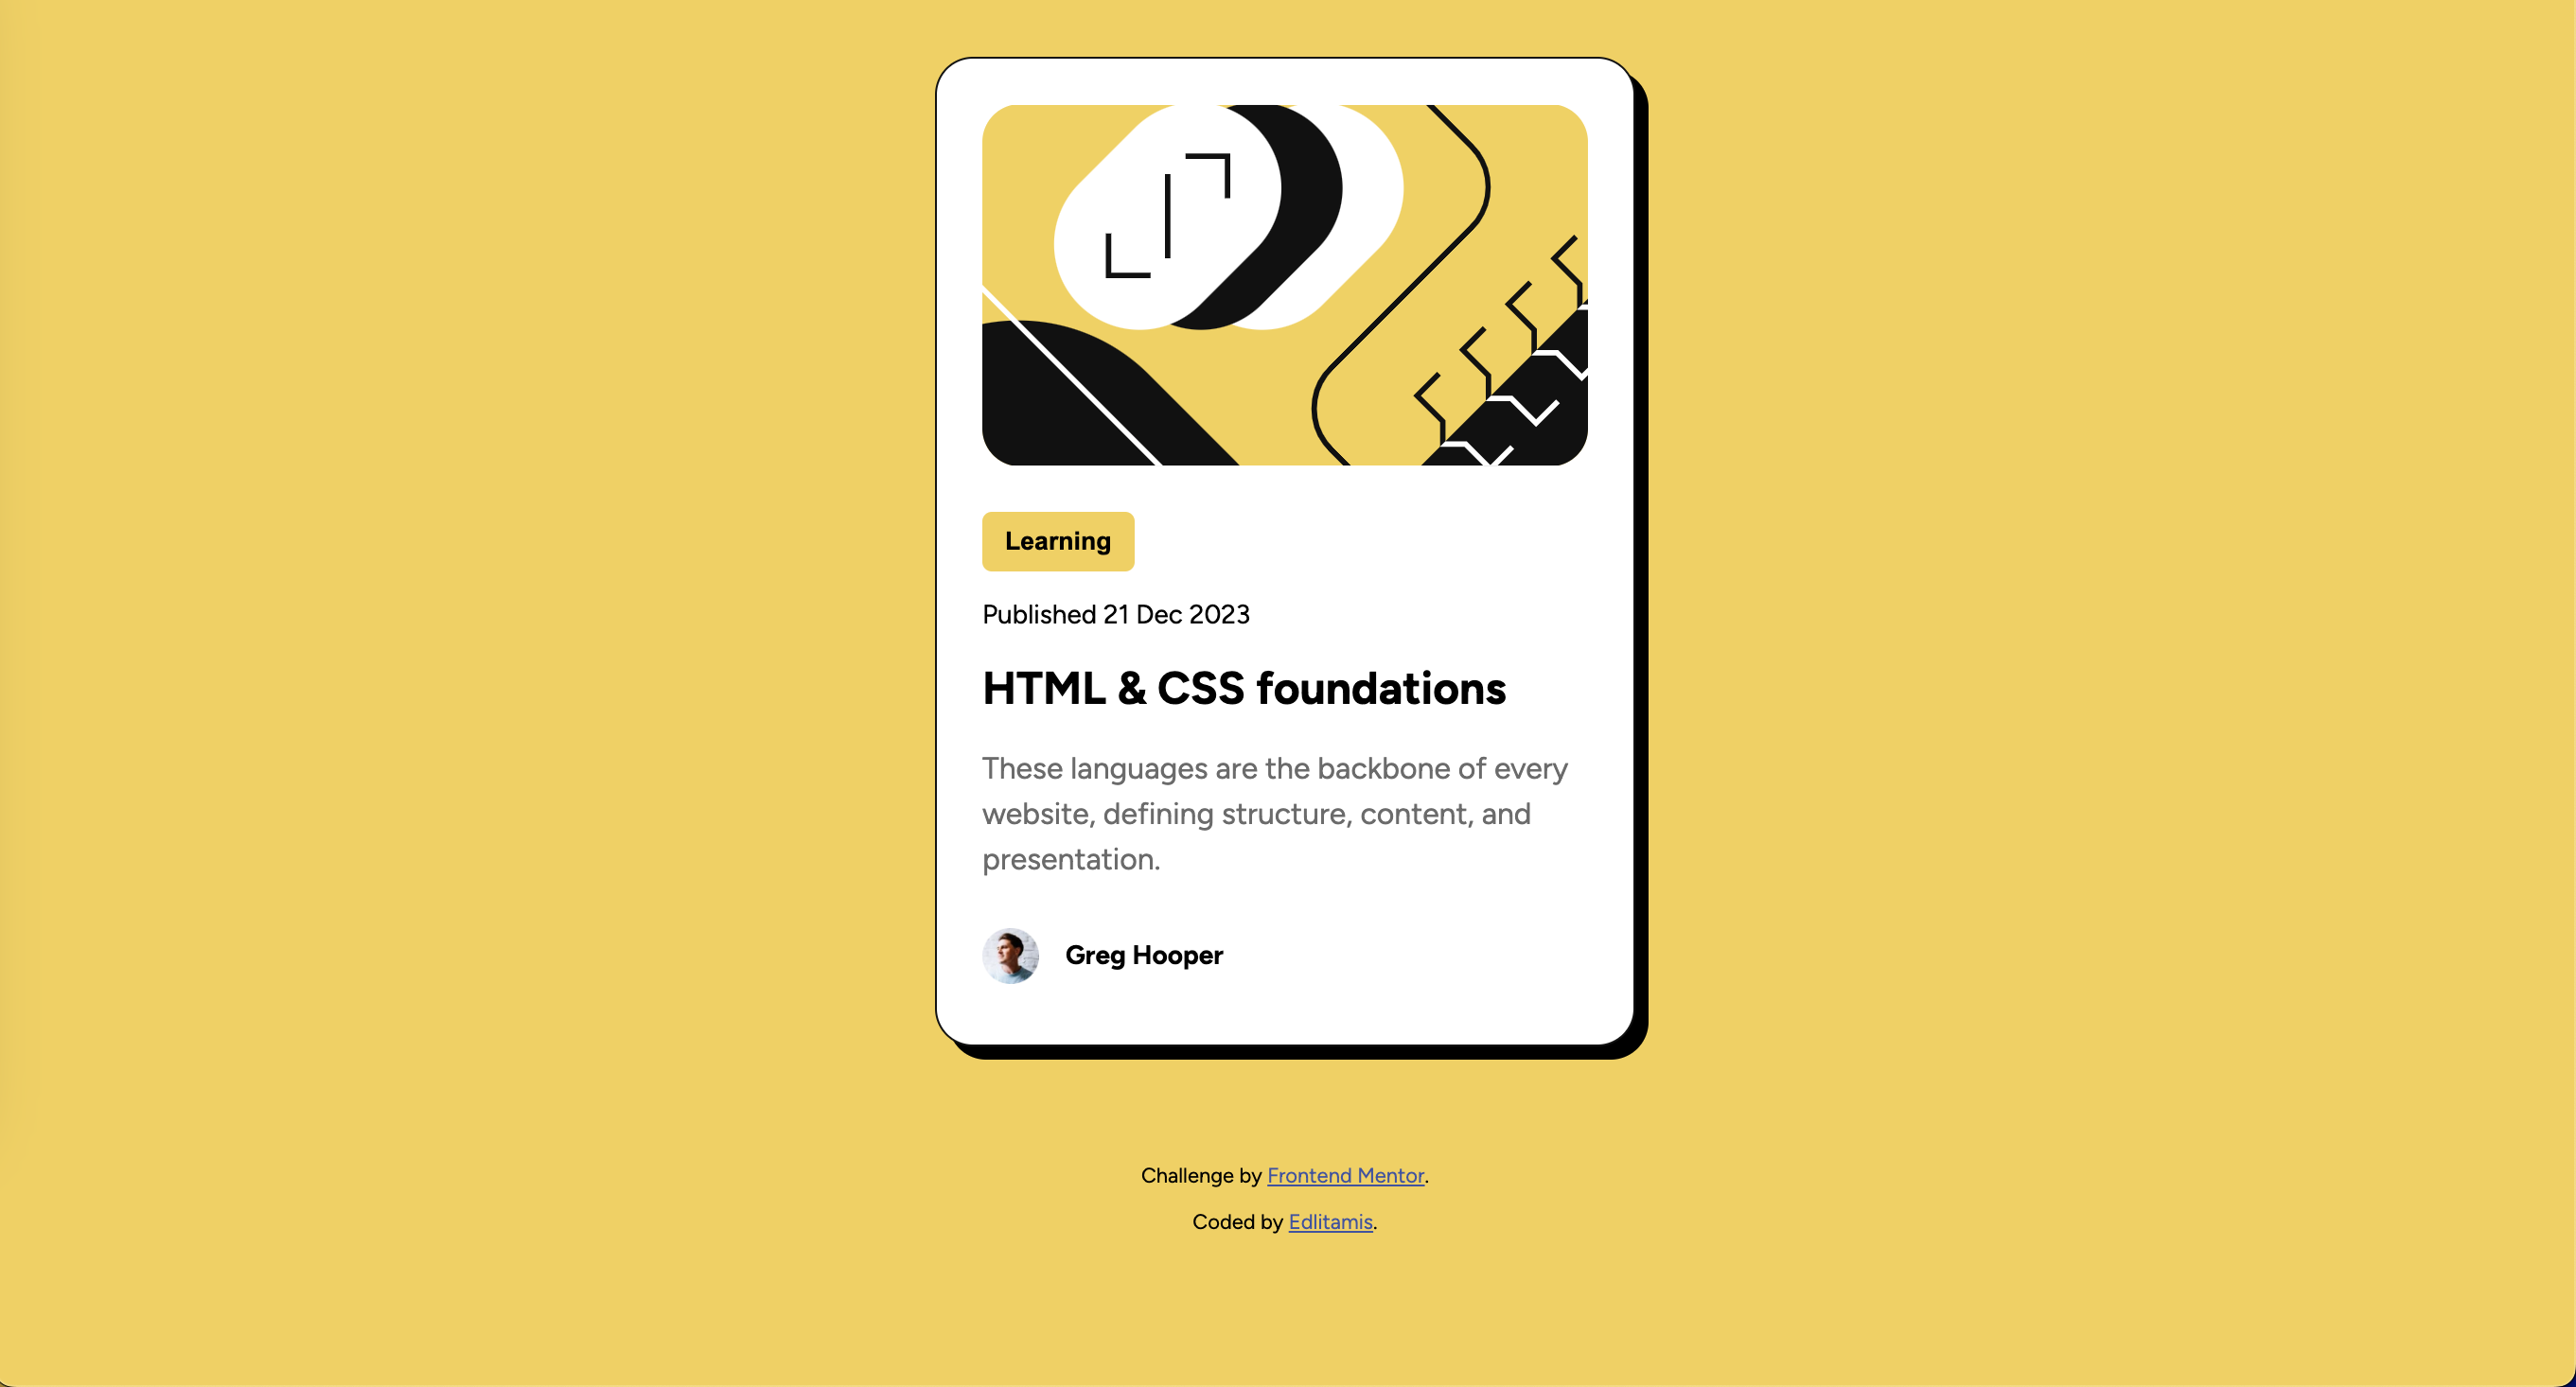 Learning
Published 21 Dec 2023
HTML & CSS foundations
These languages are the backbone of every
website, defining structure, content, and
presentation.
Greg Hooper
Challenge by Frontend Mentor.
Coded by Edlitamis.